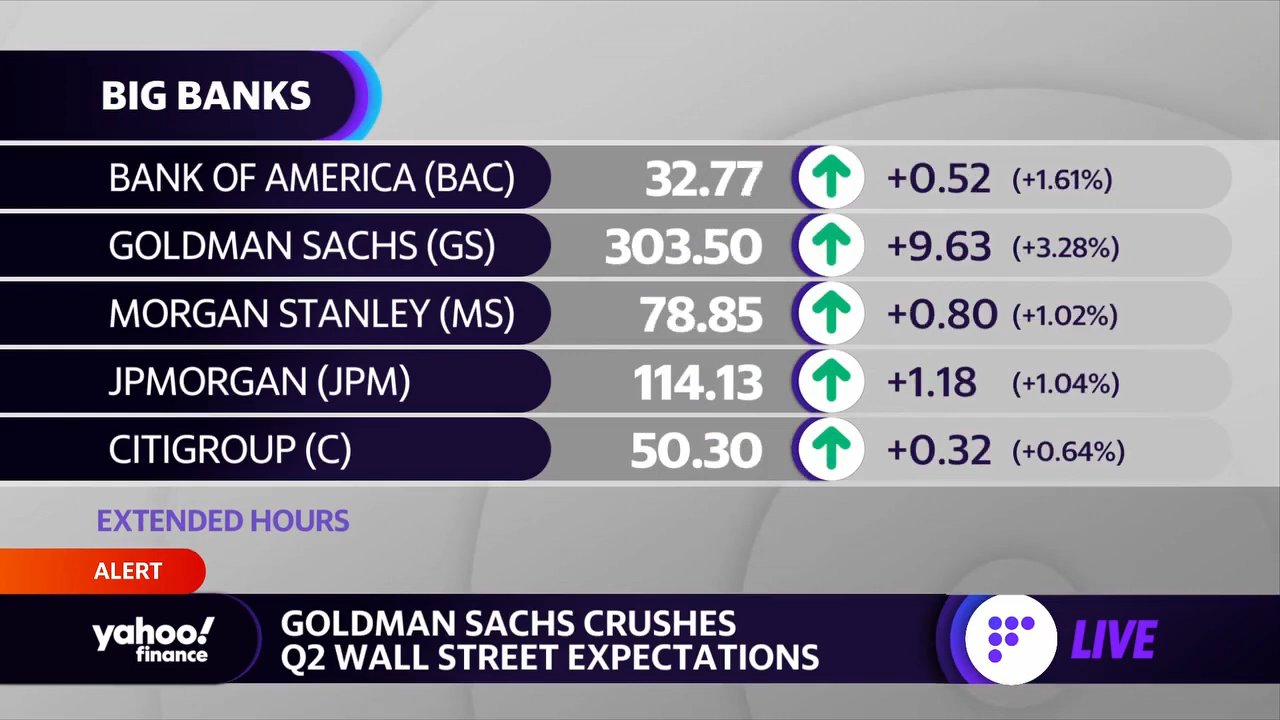 BIG BANKS
BANK OF AMERICA (BAC) 32.77 +0.52 (+1.61%)
GOLDMAN SACHS (GS) 303.50 +9.63 (+3.28%)
MORGAN STANLEY (MS) 78.85 +0.80 (+1.02%)
JPMORGAN (JPM) 114.13 +1.18 (+1.04%)
CITIGROUP (C) 50.30 +0.32 (+0.64%)
EXTENDED HOURS
ALERT
yahoo!
finance
GOLDMAN SACHS CRUSHES
Q2 WALL STREET EXPECTATIONS
LIVE